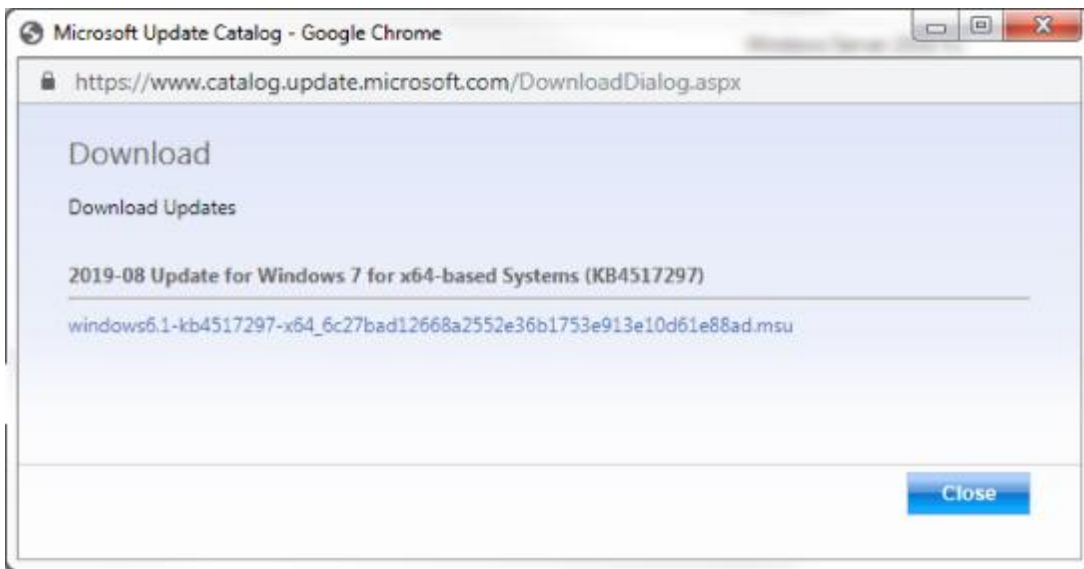 Microsoft Update Catalog - Google Chrome
https://www.catalog.update.microsoft.com/DownloadDialog.aspx
Download
Download Updates
2019-08 Update for Windows 7 for x64-based Systems (KB4517297)
windows6.1-kb4517297-x64_6c27bad12668a2552e36b1753e913e10d61e88ad.msu
Close